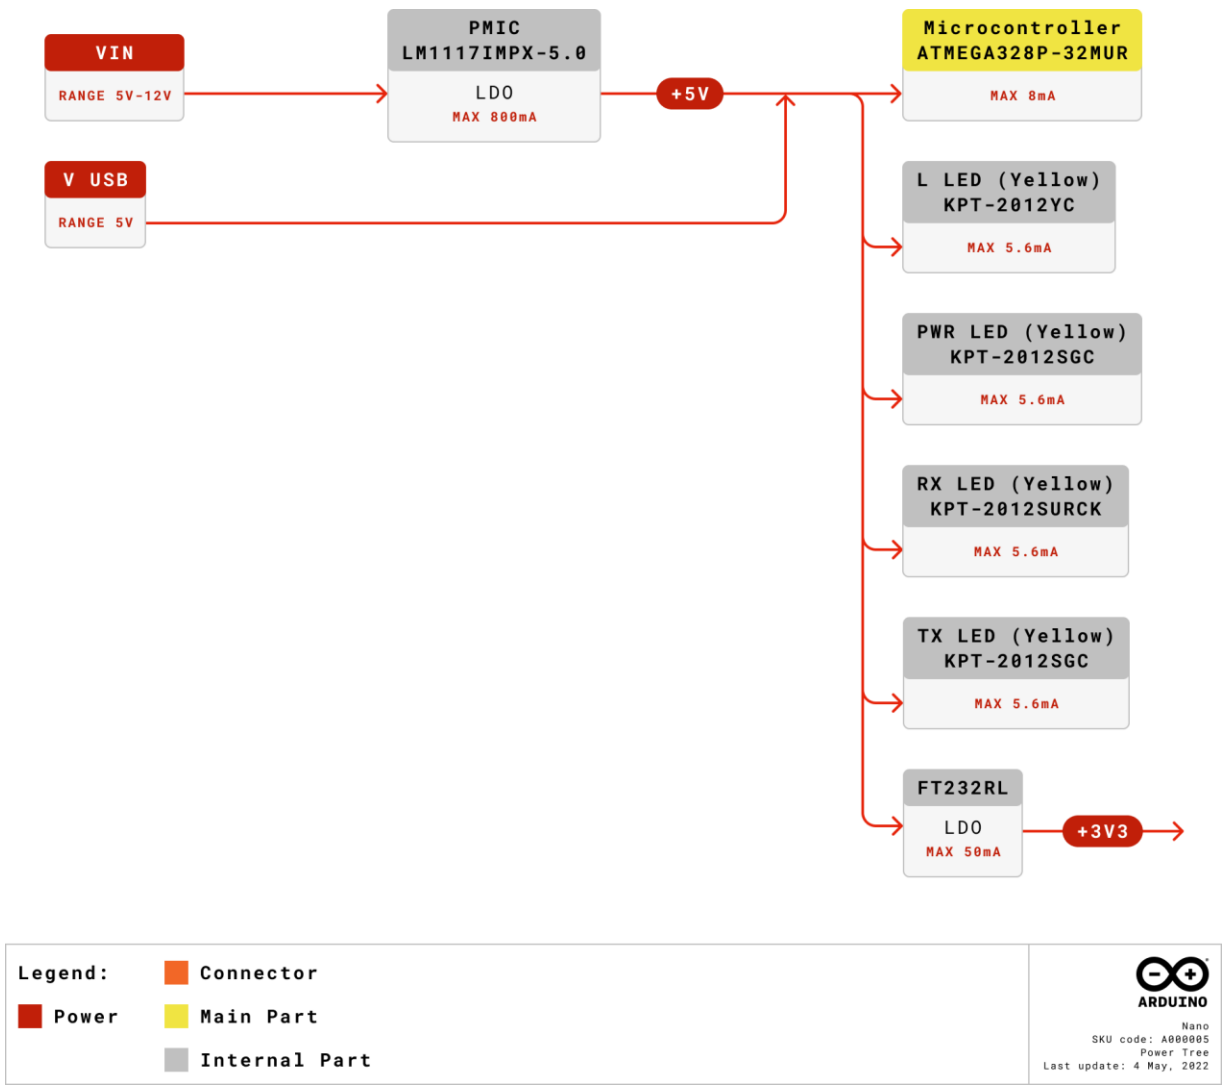 VIN
RANGE 5V-12V
PMIC
LM1117IMPX-5.0
LDO
MAX 800mA
+5V
Microcontroller
ATMEGA328P-32MUR
MAX 8mA
V USB
RANGE 5V
L LED (Yellow)
KPT-2012YC
MAX 5.6mA
PWR LED (Yellow)
KPT-2012SGC
MAX 5.6mA
RX LED (Yellow)
KPT-2012SURCK
MAX 5.6mA
TX LED (Yellow)
KPT-2012SGC
MAX 5.6mA
FT232RL
LDO
MAX 50mA
+3V3
Legend:
Power
Connector
Main Part
Internal Part
ARDUINO
Nano
SKU code: A000005
Power Tree
Last update: 4 May, 2022